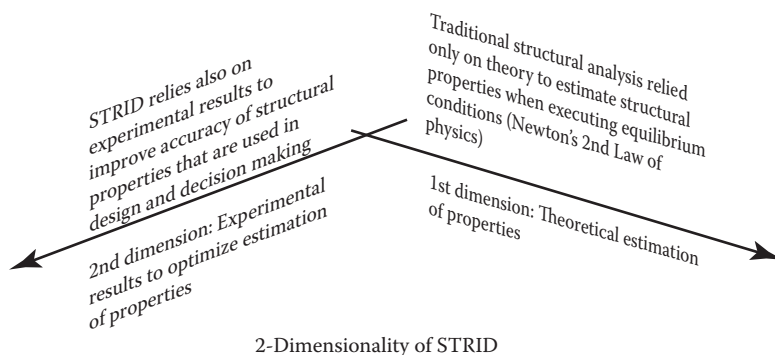 STRID relies also on
experimental results to
improve accuracy of structural
properties that are used in
design and decision making
2nd dimension: Experimental
results to optimize estimation
of properties
Traditional structural analysis relied
only on theory to estimate structural
properties when executing equilibrium
conditions (Newton's 2nd Law of
physics)
1st dimension: Theoretical estimation
of properties
2-Dimensionality of STRID